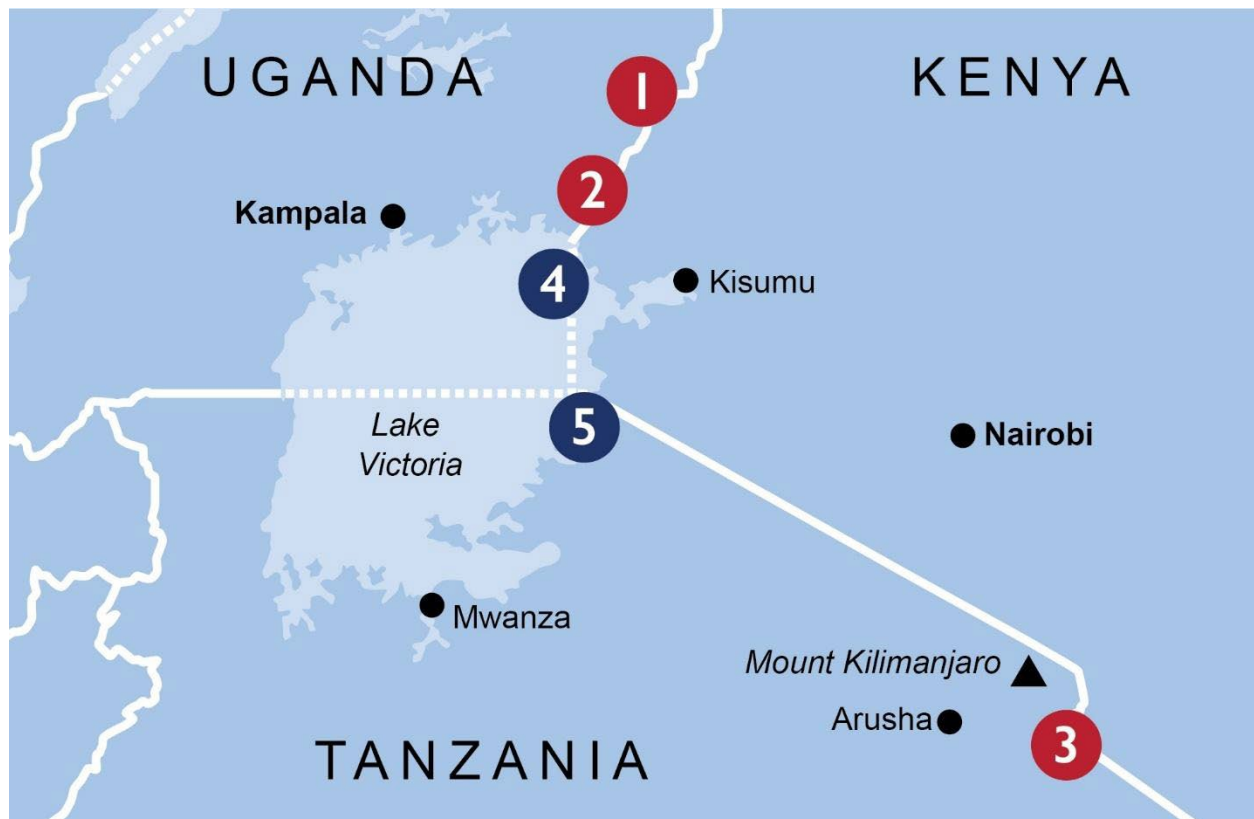 UGANDA
KENYA
1
2
Kampala
4
Kisumu
Lake
Victoria
5
Nairobi
Mwanza
Mount Kilimanjaro
Arusha
3
TANZANIA